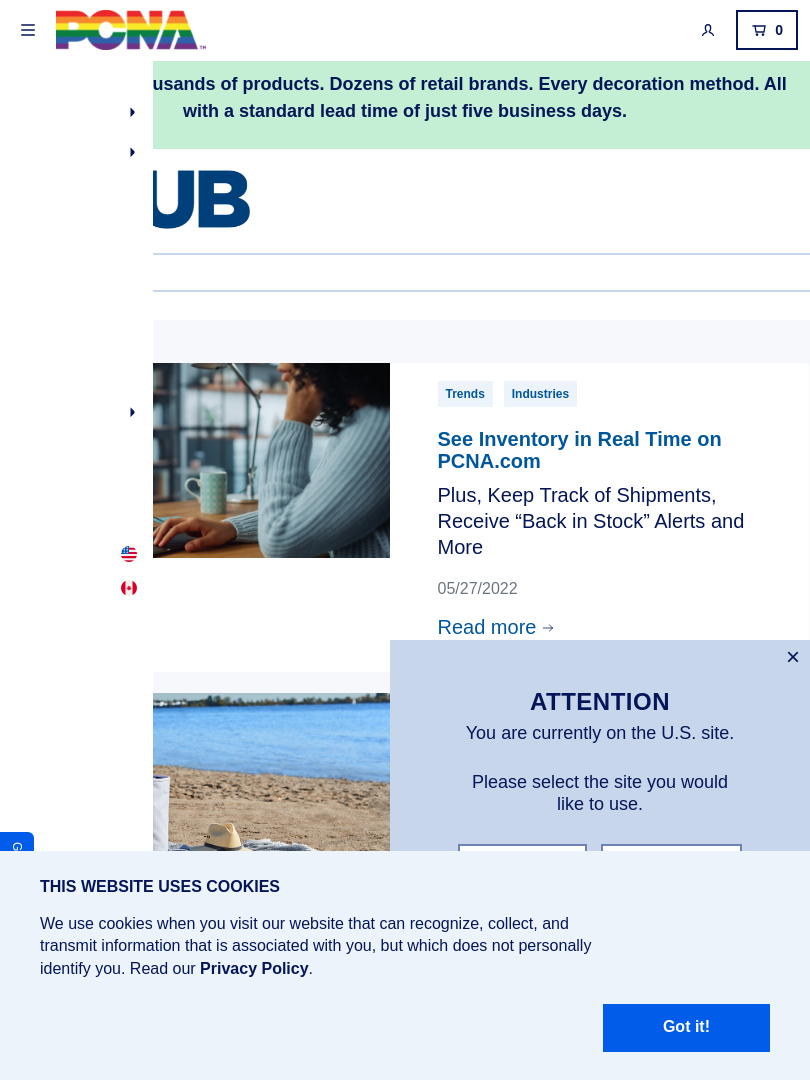 PCNA
0
of products. Dozens of retail brands. Every decoration method. All
with a standard lead time of just five business days.
UB
Trends Industries
See Inventory in Real Time on
PCNA.com
Plus, Keep Track of Shipments,
Receive “Back in Stock” Alerts and
More
05/27/2022
Read more
ATTENTION
You are currently on the U.S. site.
Please select the site you would
like to use.
G
THIS WEBSITE USES COOKIES
We use cookies when you visit our website that can recognize, collect, and
transmit information that is associated with you, but which does not personally
identify you. Read our Privacy Policy.
Got it!